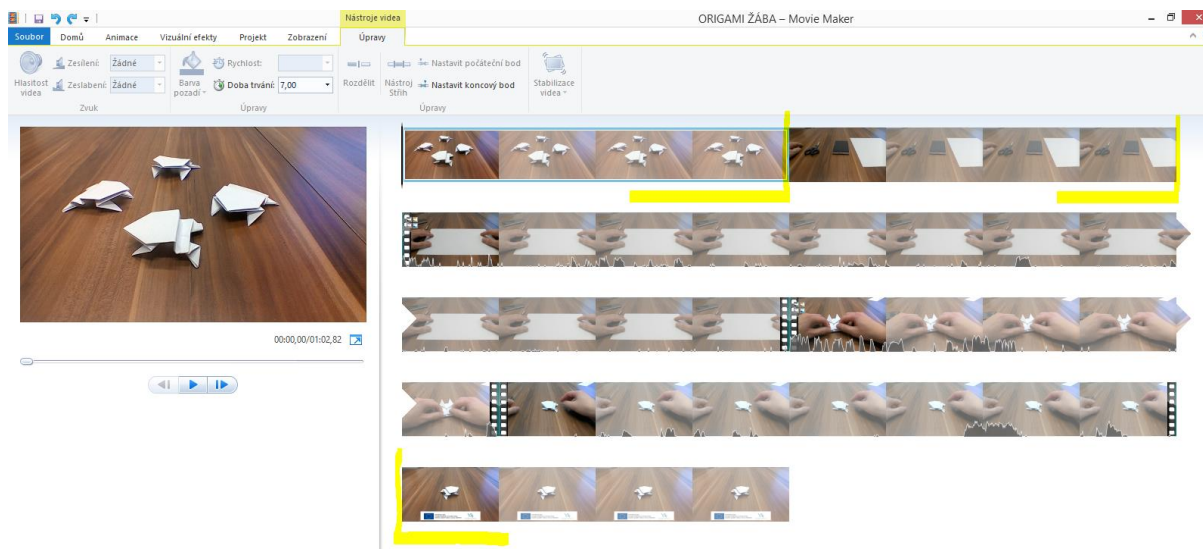 Nástroje videa
ORIGAMI ŽÁBA – Movie Maker
Soubor Domů Animace Vizuální efekty Projekt Zobrazení Úpravy
Hlasitost videa
Zesílení: Žádné
Zeslabení: Žádné
Zvuk
Barva pozadí
Rychlost:
Doba trvání: 7,00
Úpravy
Rozdělit
Nástroj Střih
Nastavit počáteční bod
Nastavit koncový bod
Úpravy
Stabilizace videa
00:00,00/01:02,82